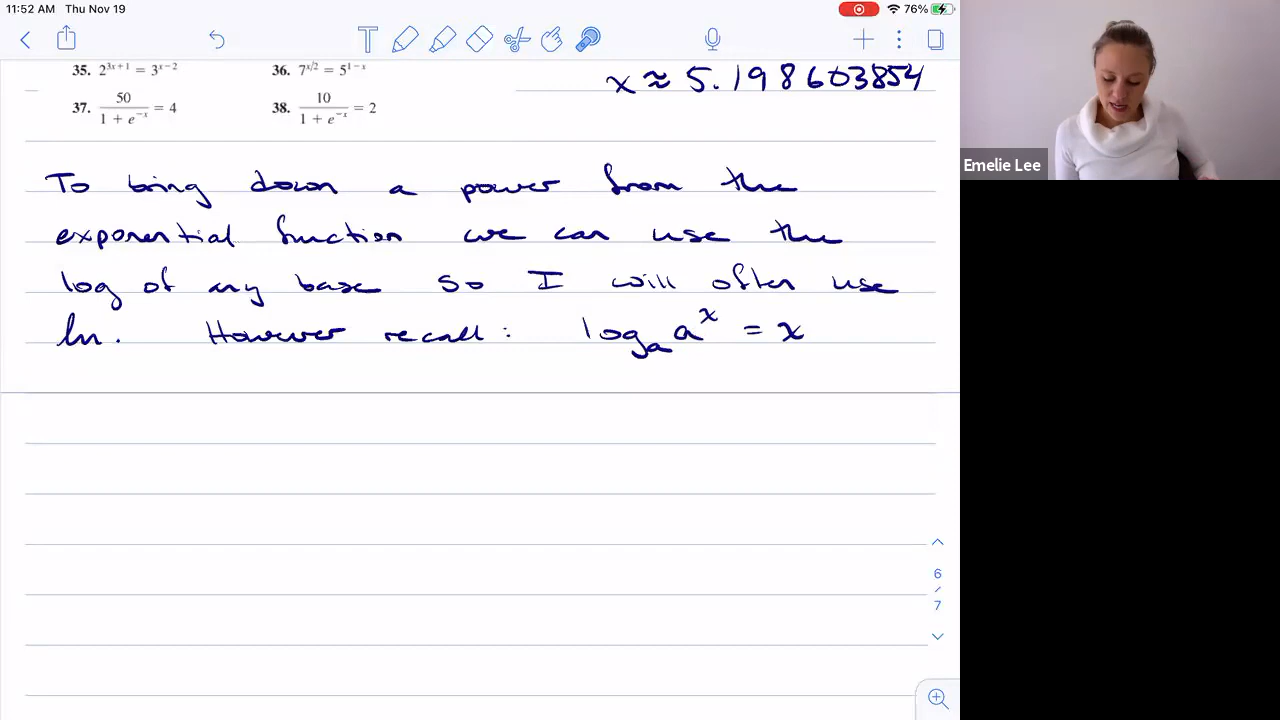 11:52 AM Thu Nov 19
76%
35. 2^{3x+1} = 3^{x-2} 36. 7^{x/2} = 5^{1-x}
x ≈ 5.198603854
37. \frac{50}{1 + e^{-x}} = 4 38. \frac{10}{1 + e^{-x}} = 2
To bring down a power from the
exponential function we can use the
log of any base so I will often use
ln. However recall: log_a a^x = x
Emelie Lee
6
/
7